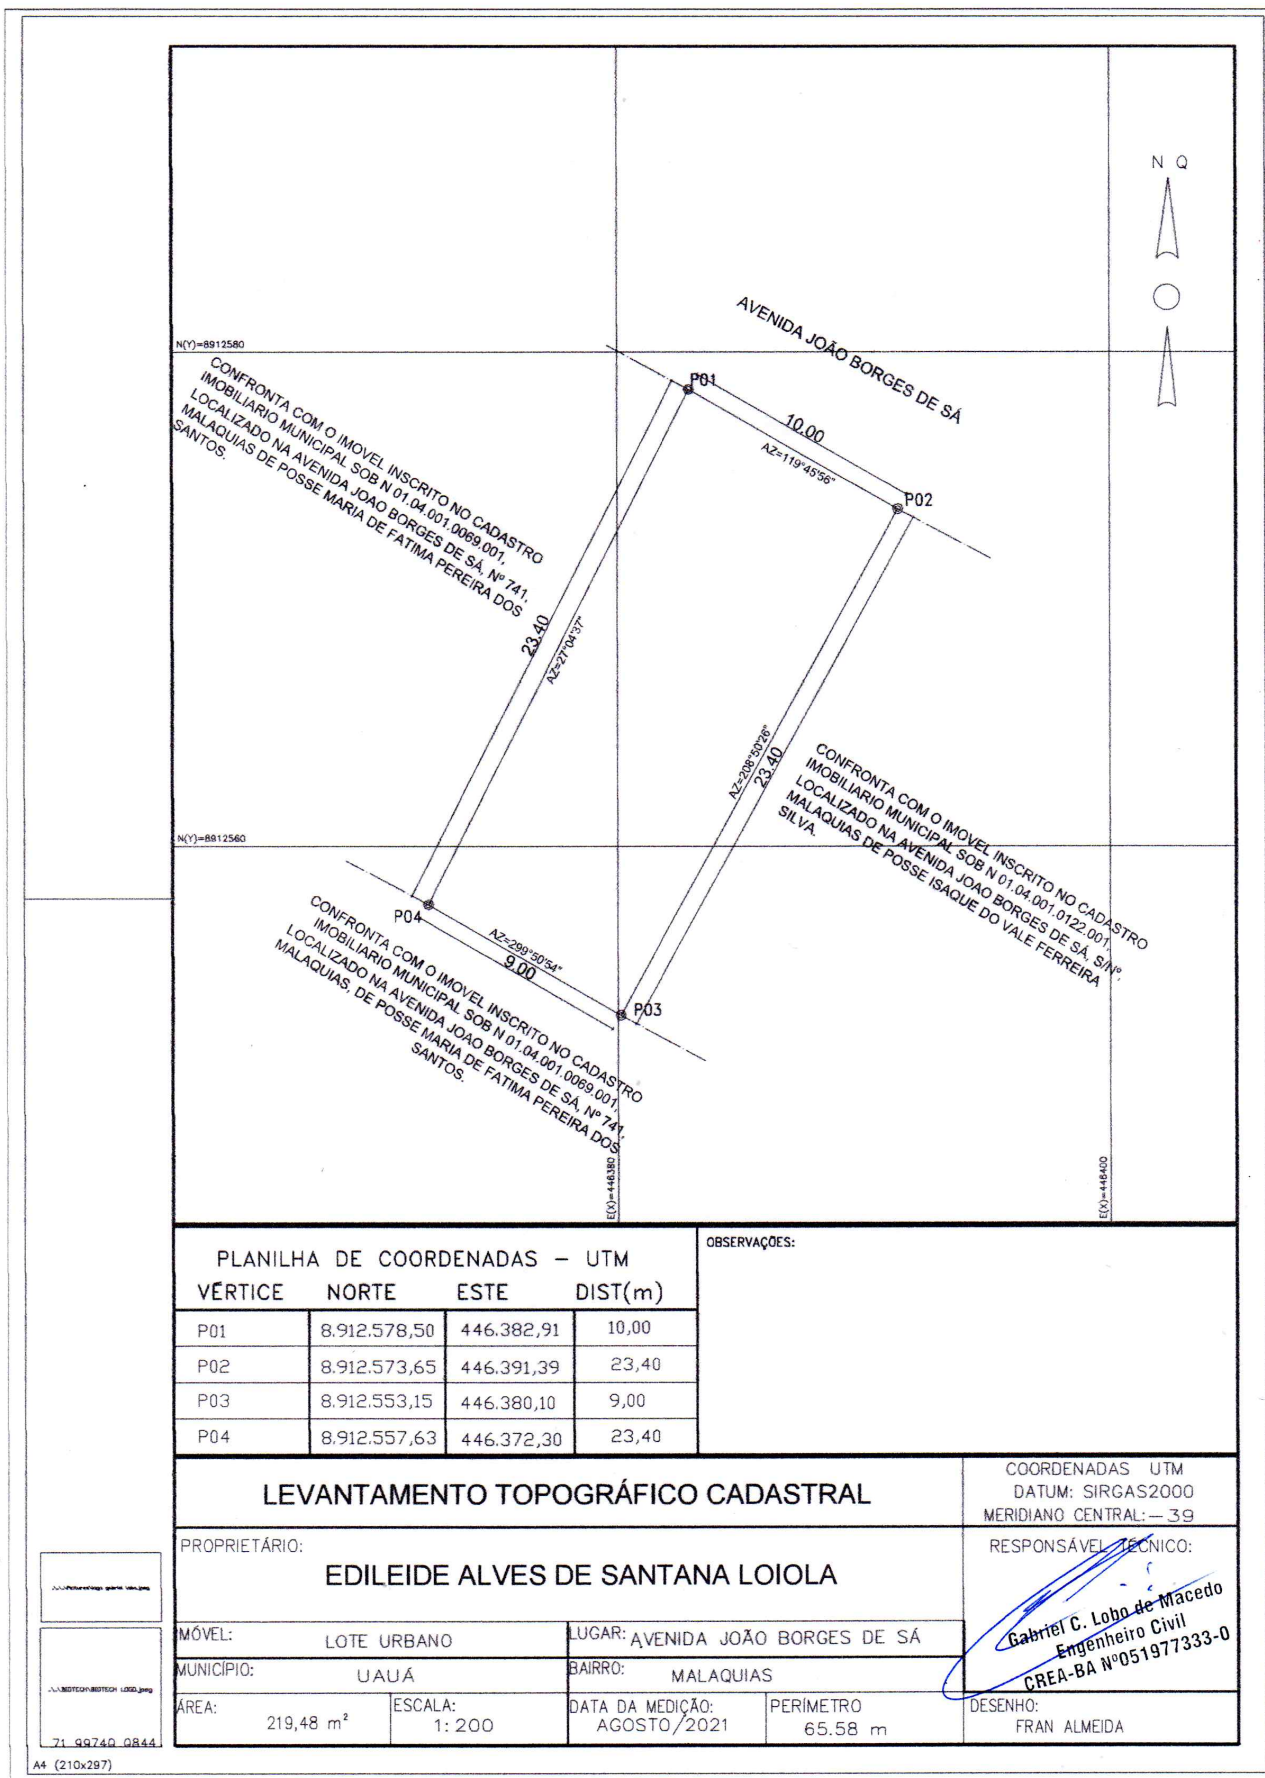 N Q
AVENIDA JOÃO BORGES DE SÁ
N(Y)=8912580
CONFRONTA COM O IMOVEL INSCRITO NO CADASTRO
IMOBILIARIO MUNICIPAL SOB N 01.04.001.0069.001,
LOCALIZADO NA AVENIDA JOAO BORGES DE SÁ, Nº 741,
MALAQUIAS DE POSSE MARIA DE FATIMA PEREIRA DOS
SANTOS.
P01
10.00
AZ=119°45'56"
P02
23.40
AZ=27°04'37"
AZ=208°50'26"
23.40
CONFRONTA COM O IMOVEL INSCRITO NO CADASTRO
IMOBILIARIO MUNICIPAL SOB N 01.04.001.0122.001,
LOCALIZADO NA AVENIDA JOAO BORGES DE SÁ, S/Nº,
MALAQUIAS DE POSSE ISAQUE DO VALE FERREIRA
SILVA.
N(Y)=8912560
P04
AZ=299°50'54"
9.00
P03
CONFRONTA COM O IMOVEL INSCRITO NO CADASTRO
IMOBILIARIO MUNICIPAL SOB N 01.04.001.0069.001,
LOCALIZADO NA AVENIDA JOAO BORGES DE SÁ, Nº 741,
MALAQUIAS, DE POSSE MARIA DE FATIMA PEREIRA DOS
SANTOS.
E(X)=446380
E(X)=446400
PLANILHA DE COORDENADAS - UTM
VÉRTICE NORTE ESTE DIST(m)
P01 8.912.578,50 446.382,91 10,00
P02 8.912.573,65 446.391,39 23,40
P03 8.912.553,15 446.380,10 9,00
P04 8.912.557,63 446.372,30 23,40
OBSERVAÇÕES:
LEVANTAMENTO TOPOGRÁFICO CADASTRAL
COORDENADAS UTM
DATUM: SIRGAS2000
MERIDIANO CENTRAL:-39
PROPRIETÁRIO:
EDILEIDE ALVES DE SANTANA LOIOLA
RESPONSÁVEL TÉCNICO:
Gabriel C. Lobo de Macedo
Engenheiro Civil
CREA-BA Nº051977333-0
MÓVEL: LOTE URBANO
LUGAR: AVENIDA JOÃO BORGES DE SÁ
MUNICÍPIO: UAUÁ
BAIRRO: MALAQUIAS
ÁREA: 219,48 m²
ESCALA: 1:200
DATA DA MEDIÇÃO: AGOSTO/2021
PERÍMETRO 65.58 m
DESENHO: FRAN ALMEIDA
71 99740 0844
A4 (210x297)